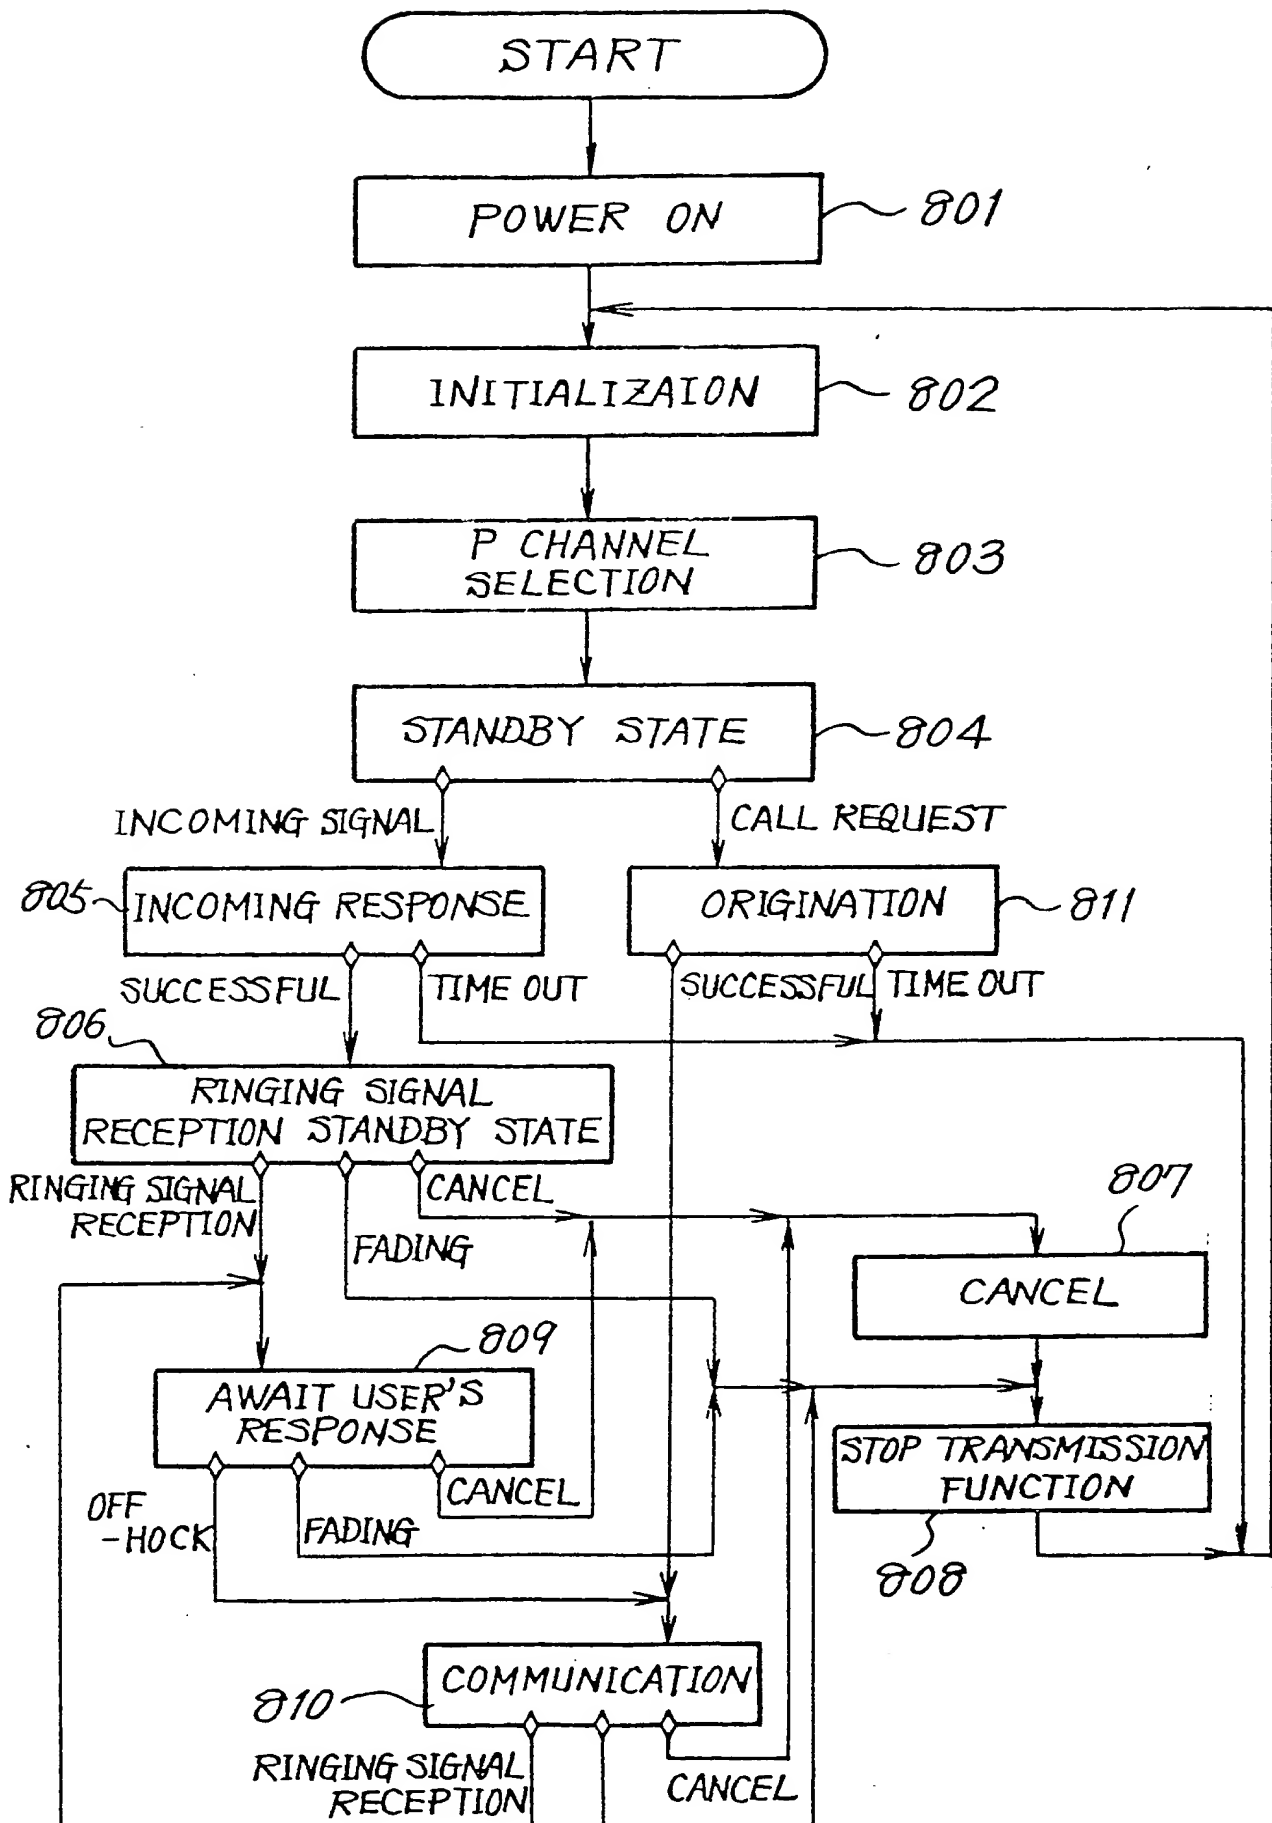 START
POWER ON
801
INITIALIZAION
802
P CHANNEL
SELECTION
803
STANDBY STATE
804
INCOMING SIGNAL
CALL REQUEST
805
INCOMING RESPONSE
ORIGINATION
811
SUCCESSFUL
TIME OUT
SUCCESSFUL
TIME OUT
806
RINGING SIGNAL
RECEPTION STANDBY STATE
RINGING SIGNAL
RECEPTION
FADING
CANCEL
807
CANCEL
809
AWAIT USER'S
RESPONSE
STOP TRANSMISSION
FUNCTION
808
OFF
-HOCK
FADING
CANCEL
COMMUNICATION
810
RINGING SIGNAL
RECEPTION
CANCEL